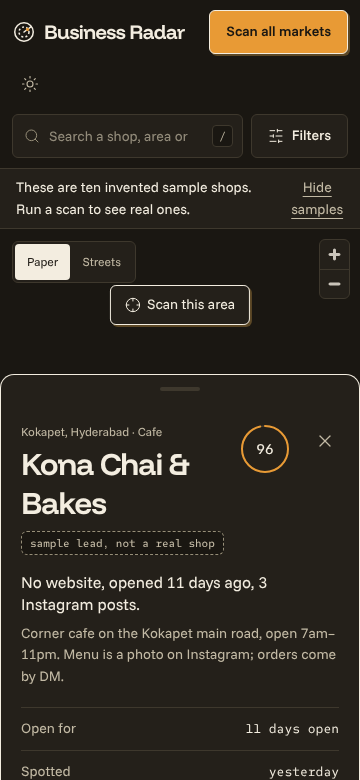 Business Radar
Scan all markets
Search a shop, area or
/
Filters
These are ten invented sample shops.
Run a scan to see real ones.
Hide
samples
Paper
Streets
+
−
Scan this area
Kokapet, Hyderabad · Cafe
Kona Chai &
Bakes
96
sample lead, not a real shop
No website, opened 11 days ago, 3
Instagram posts.
Corner cafe on the Kokapet main road, open 7am–
11pm. Menu is a photo on Instagram; orders come
by DM.
Open for
11 days open
Spotted
yesterday